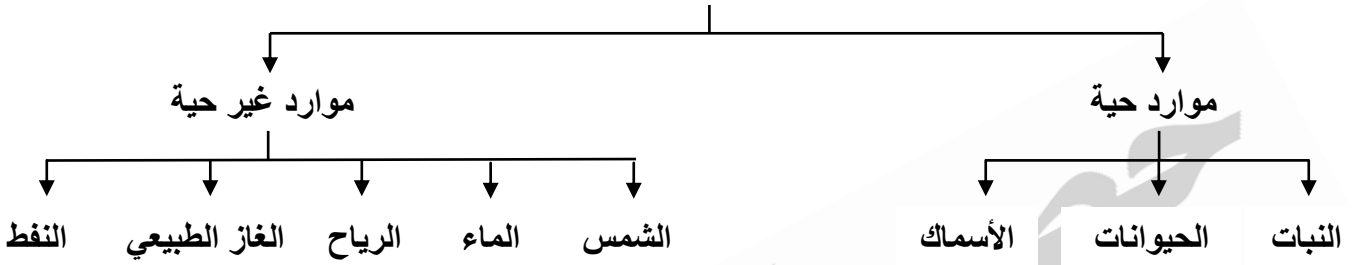 موارد حية موارد غير حية
النبات الحيوانات الأسماك الشمس الماء الرياح الغاز الطبيعي النفط